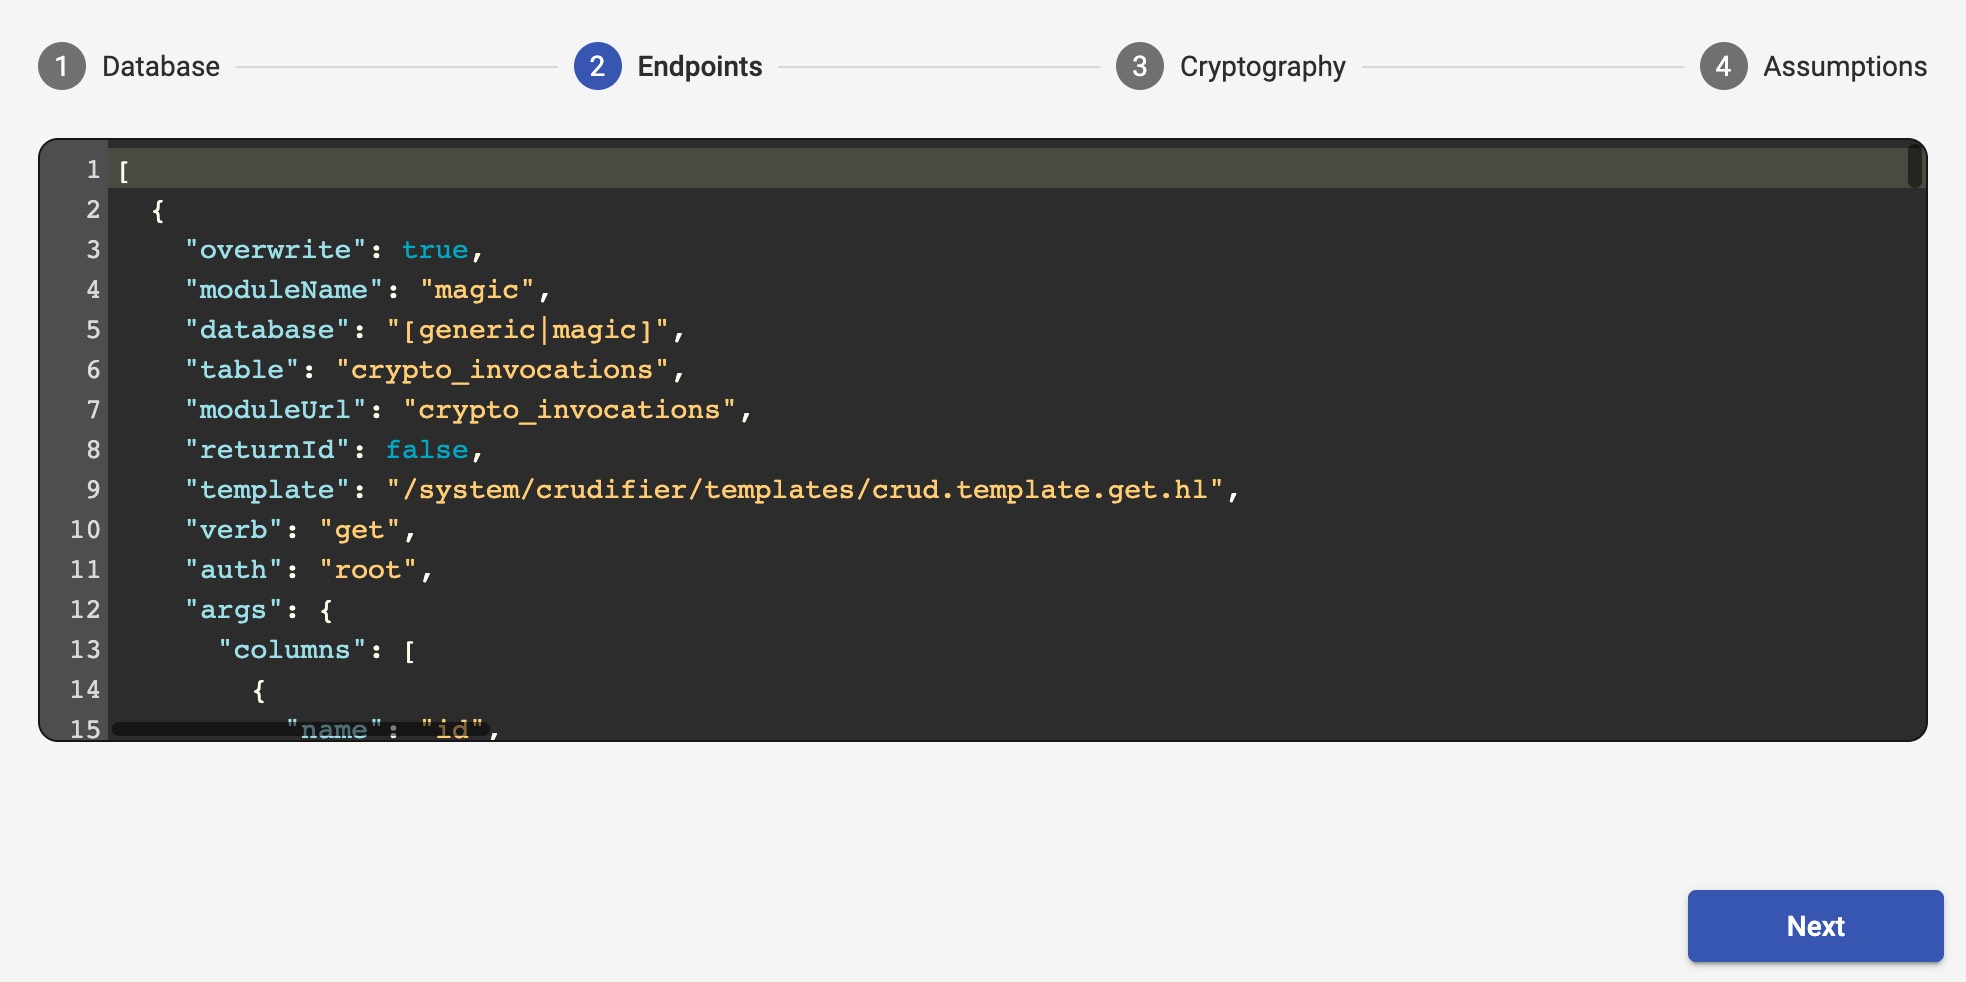 1 Database 2 Endpoints 3 Cryptography 4 Assumptions
1 [
2 {
3 "overwrite": true,
4 "moduleName": "magic",
5 "database": "[generic|magic]",
6 "table": "crypto_invocations",
7 "moduleUrl": "crypto_invocations",
8 "returnId": false,
9 "template": "/system/crudifier/templates/crud.template.get.hl",
10 "verb": "get",
11 "auth": "root",
12 "args": {
13 "columns": [
14 {
15 "name": "id",
Next